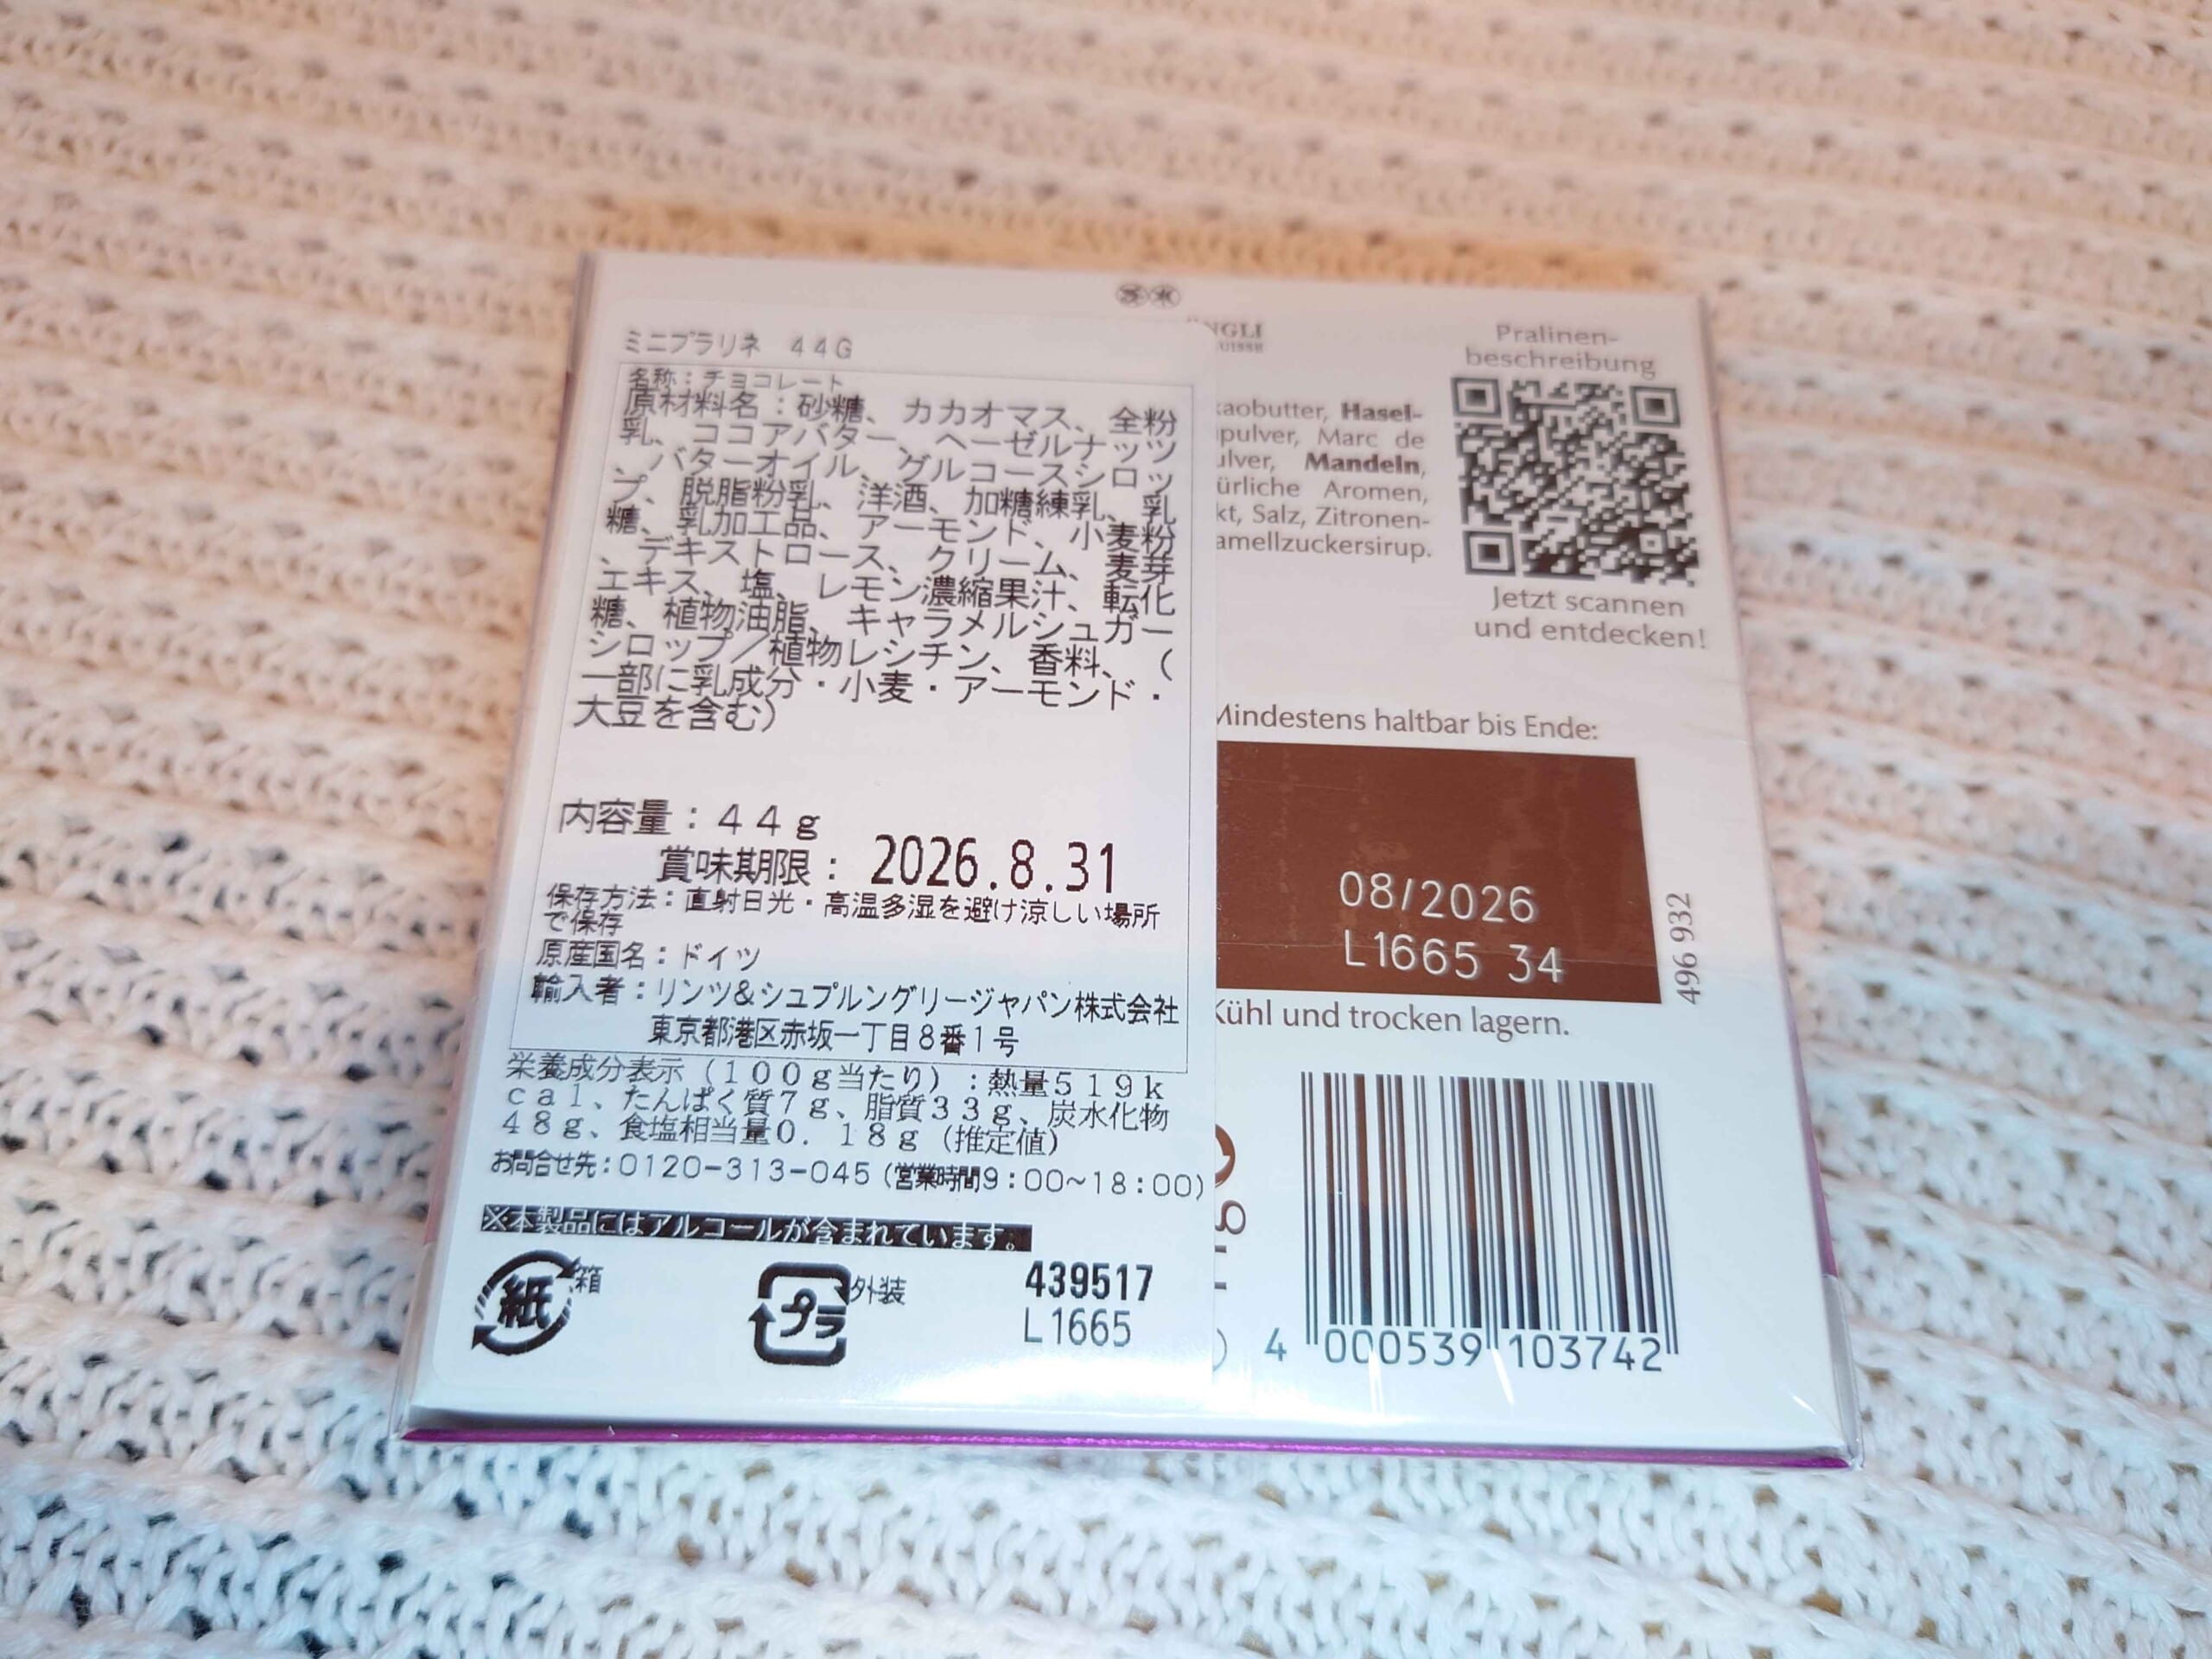 ミニプラリネ 44G
名称：チョコレート
原材料名：砂糖、カカオマス、全粉
乳、ココアバター、ヘーゼルナッツ
、バターオイル、グルコースシロッ
プ、脱脂粉乳、洋酒、加糖練乳、乳
糖、乳加工品、アーモンド、小麦粉
、デキストロース、クリーム、麦芽
エキス、塩、レモン濃縮果汁、転化
糖、植物油脂、キャラメルシュガー
シロップ／植物レシチン、香料、（
一部に乳成分・小麦・アーモンド・
大豆を含む）
内容量：44g
賞味期限：2026.8.31
保存方法：直射日光・高温多湿を避け涼しい場所
で保存
原産国名：ドイツ
輸入者：リンツ&シュプルングリージャパン株式会社
東京都港区赤坂一丁目8番1号
栄養成分表示（100g当たり）：熱量519k
cal、たんぱく質7g、脂質33g、炭水化物
48g、食塩相当量0.18g（推定値）
お問合せ先：0120-313-045（営業時間9：00～18：00）
※本製品にはアルコールが含まれています。
紙 箱
プラ 外装
439517
L1665
NGLI
kaobutter, Hasel-
pulver, Marc de
ulver, Mandeln,
ürliche Aromen,
kt, Salz, Zitronen-
amellzuckersirup.
Pralinen-
beschreibung
Jetzt scannen
und entdecken!
Mindestens haltbar bis Ende:
08/2026
L1665 34
496 932
Kühl und trocken lagern.
4 000539 103742